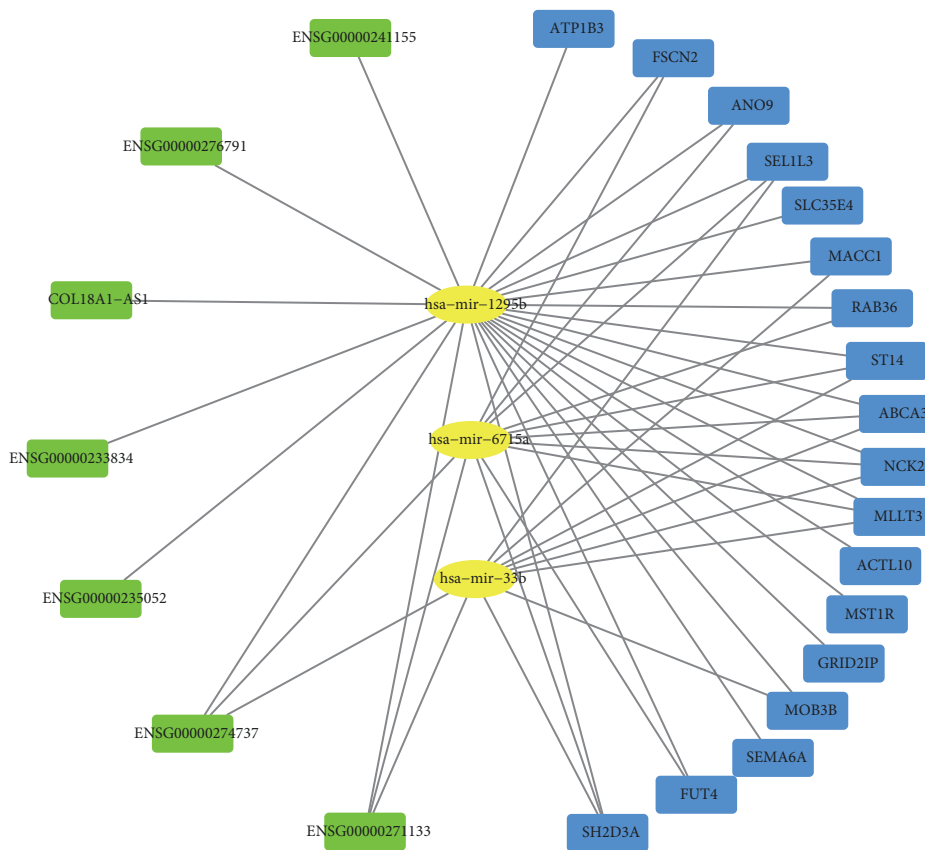 ATP1B3
ENSG00000241155
FSCN2
ANO9
ENSG00000276791
SEL1L3
SLC35E4
MACC1
COL18A1-AS1
hsa-mir-1295b
RAB36
ST14
ABCA3
hsa-mir-6715a
ENSG00000233834
NCK2
MLLT3
ACTL10
hsa-mir-33b
ENSG00000235052
MST1R
GRID2IP
MOB3B
ENSG00000274737
SEMA6A
FUT4
ENSG00000271133
SH2D3A